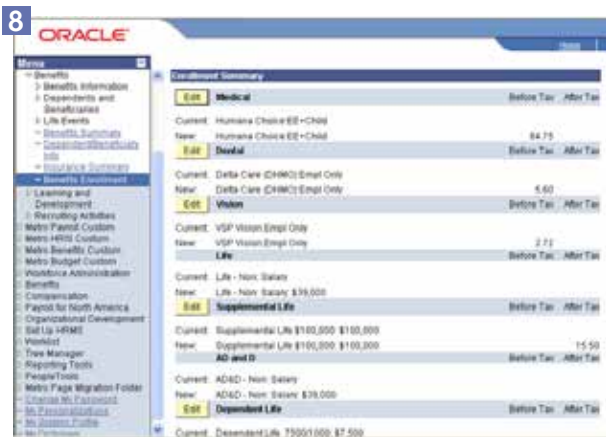 8
ORACLE
Home
Menu
Benefits
Benefits Information
Dependents and
Beneficiaries
Life Events
Benefits Summary
Dependent/Beneficiary
Info
Insurance Summary
Benefits Enrollment
Learning and
Development
Recruiting Activities
Metro Payroll Custom
Metro HRIS Custom
Metro Benefits Custom
Metro Budget Custom
Workforce Administration
Benefits
Compensation
Payroll for North America
Organizational Development
Set Up HRMS
Worklist
Tree Manager
Reporting Tools
PeopleTools
Metro Page Migration Folder
Change My Password
My Personalizations
My System Profile
My Dictionary
Enrollment Summary
Edit Medical Before Tax After Tax
Current: Humana Choice:EE+Child
New: Humana Choice:EE+Child 84.75
Edit Dental Before Tax After Tax
Current: Delta Care (DHMO):Empl Only
New: Delta Care (DHMO):Empl Only 5.60
Edit Vision Before Tax After Tax
Current: VSP Vision:Empl Only
New: VSP Vision:Empl Only 2.72
Life Before Tax After Tax
Current: Life - Non: Salary
New: Life - Non: Salary: $39,000
Edit Supplemental Life Before Tax After Tax
Current: Supplemental Life $100,000: $100,000
New: Supplemental Life $100,000: $100,000 15.50
AD and D Before Tax After Tax
Current: AD&D - Non: Salary
New: AD&D - Non: Salary: $39,000
Edit Dependent Life Before Tax After Tax
Current: Dependent Life 7500/1000: $7,500